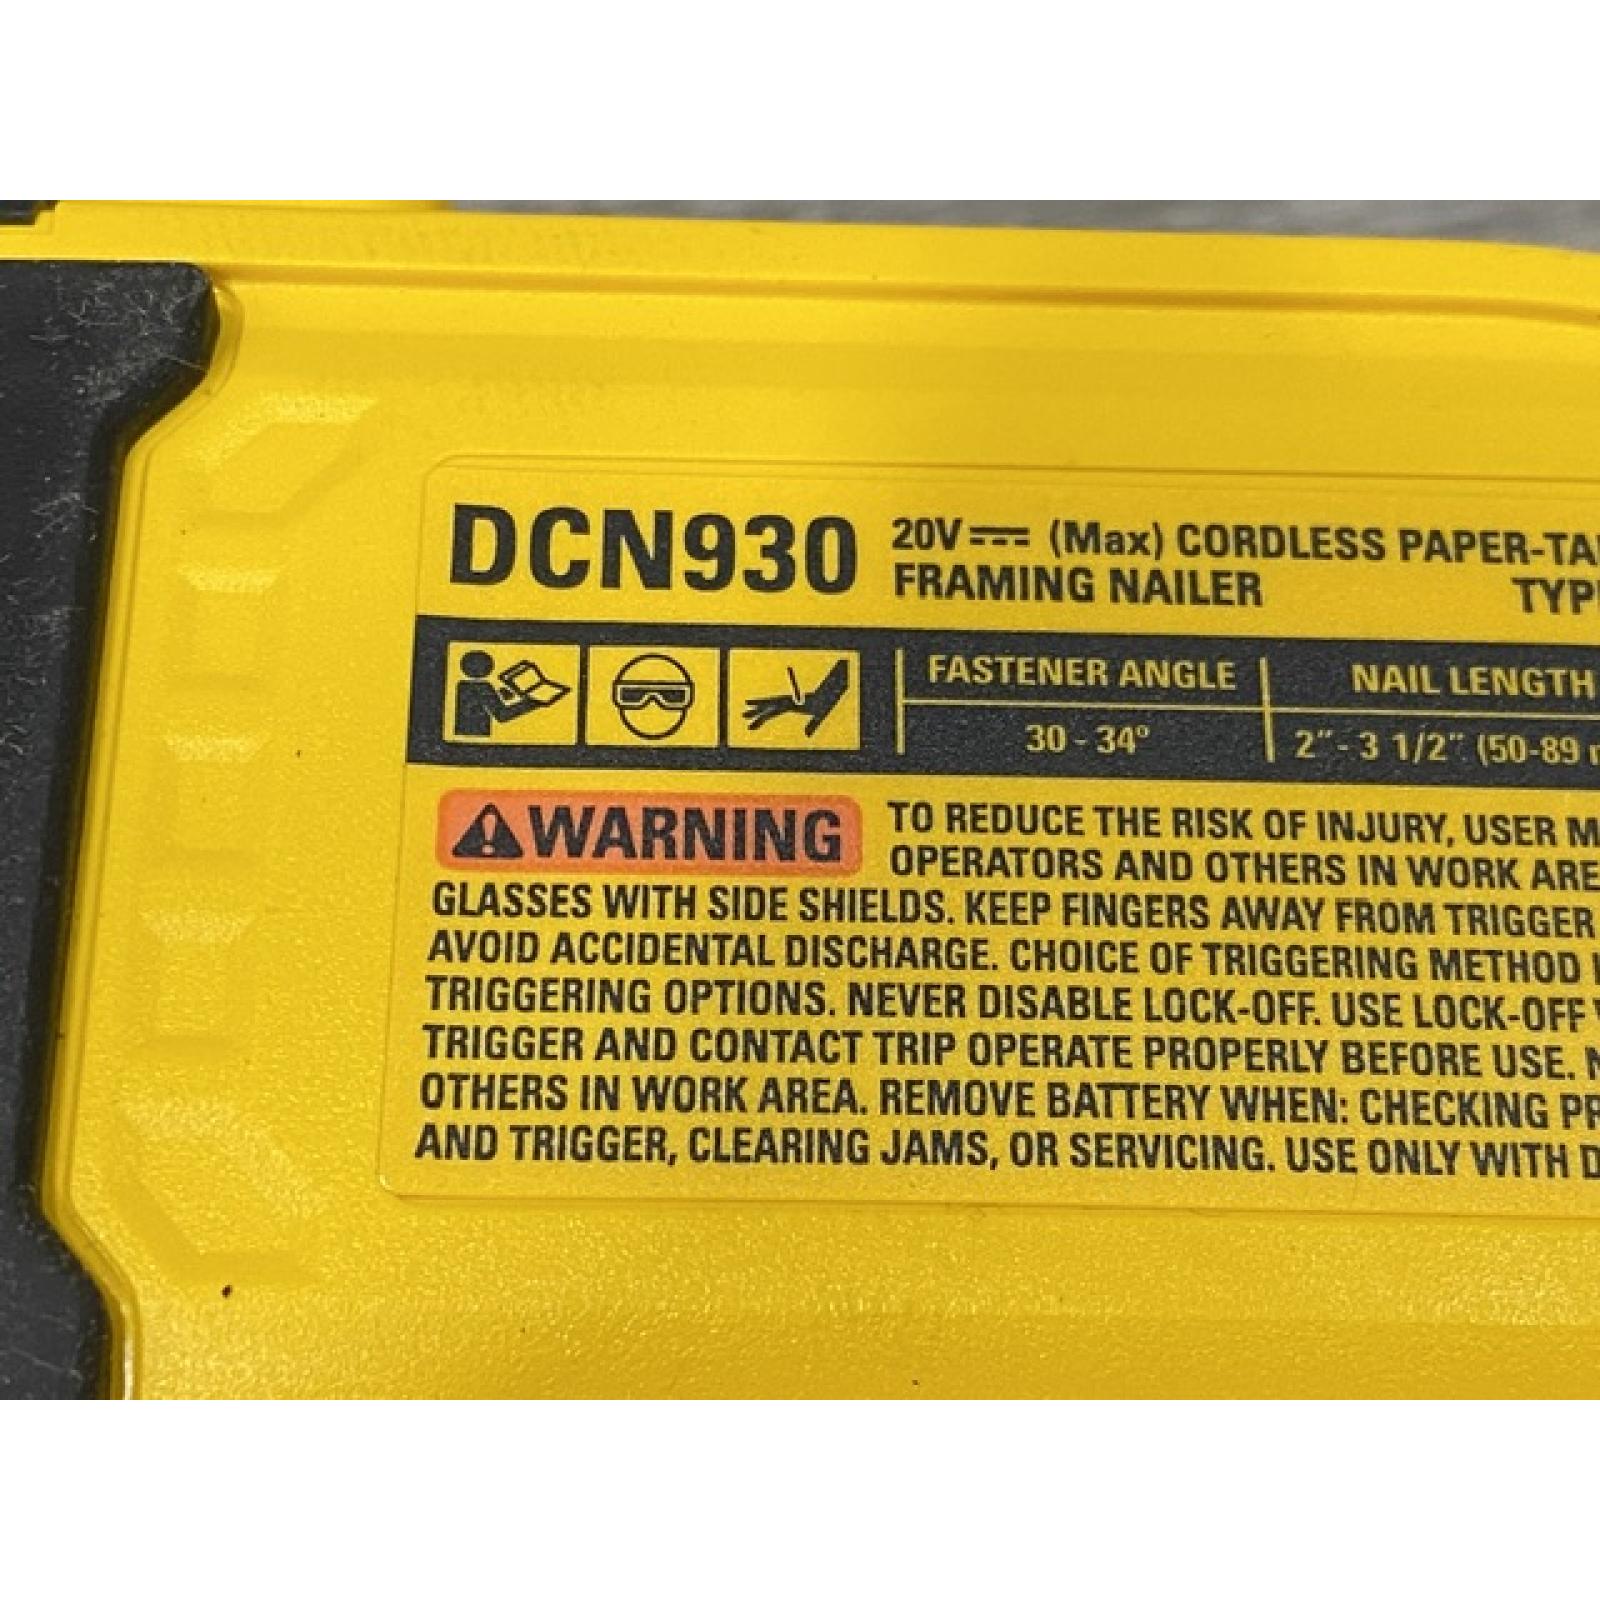 DCN930 20V (Max) CORDLESS PAPER-TA
FRAMING NAILER TYP
FASTENER ANGLE NAIL LENGTH
30 - 34° 2" - 3 1/2" (50-89
WARNING TO REDUCE THE RISK OF INJURY, USER M
OPERATORS AND OTHERS IN WORK ARE
GLASSES WITH SIDE SHIELDS. KEEP FINGERS AWAY FROM TRIGGER
AVOID ACCIDENTAL DISCHARGE. CHOICE OF TRIGGERING METHOD
TRIGGERING OPTIONS. NEVER DISABLE LOCK-OFF. USE LOCK-OFF
TRIGGER AND CONTACT TRIP OPERATE PROPERLY BEFORE USE. N
OTHERS IN WORK AREA. REMOVE BATTERY WHEN: CHECKING PR
AND TRIGGER, CLEARING JAMS, OR SERVICING. USE ONLY WITH D